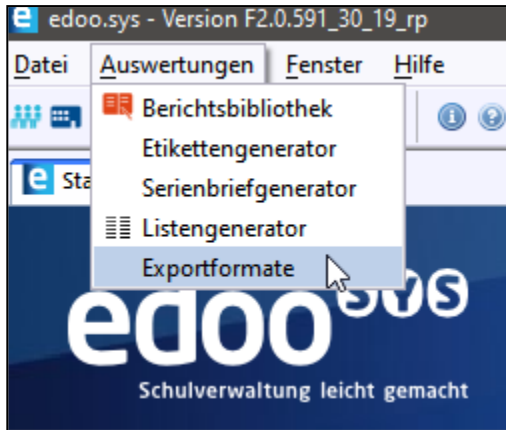 e edoo.sys - Version F2.0.591_30_19_rp
Datei Auswertungen Fenster Hilfe
Berichtsbibliothek
Etikettengenerator
e Sta
Serienbriefgenerator
Listengenerator
Exportformate
edoo sys
Schulverwaltung leicht gemacht